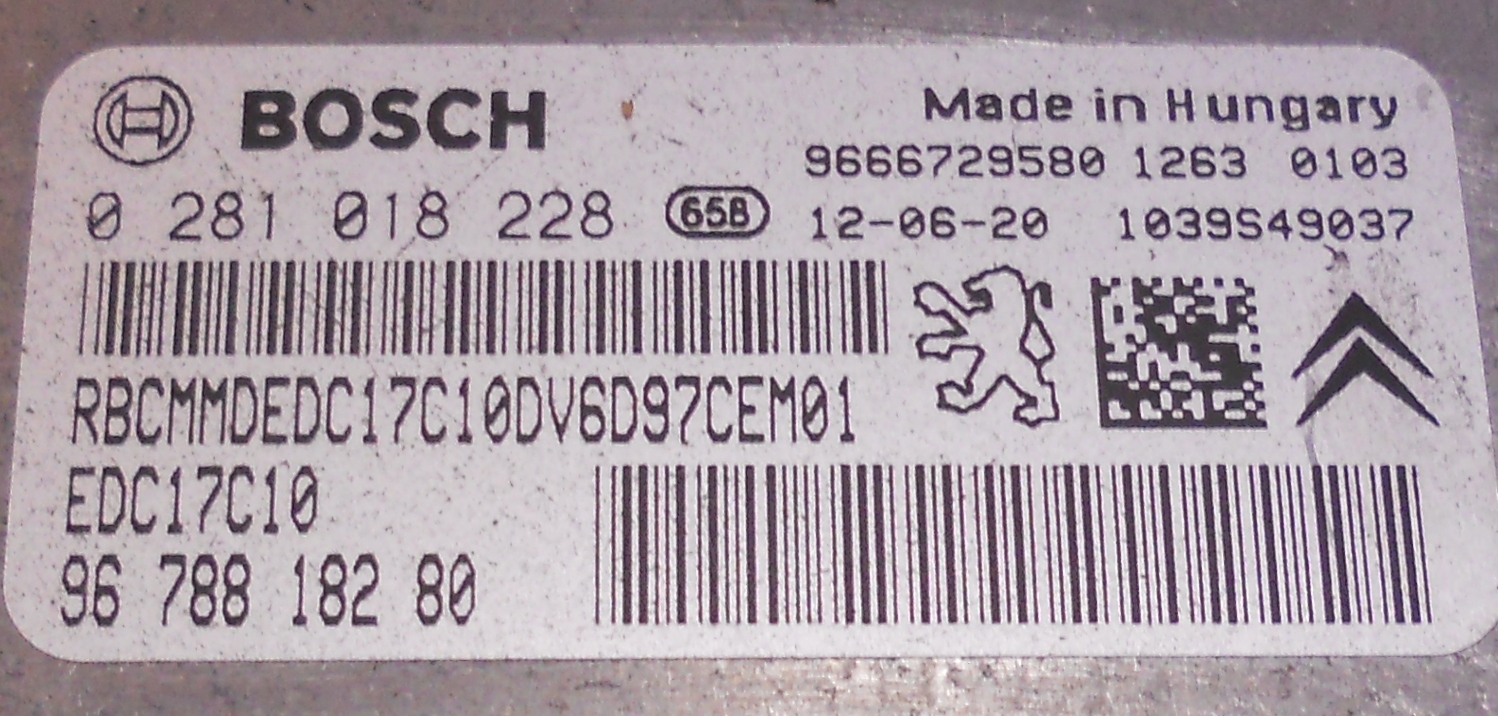 BOSCH
Made in Hungary
9666729580 1263 0103
0 281 018 228 65B 12-06-20 1039S49037
RBCMMDEDC17C10DV6D97CEM01
EDC17C10
96 788 182 80